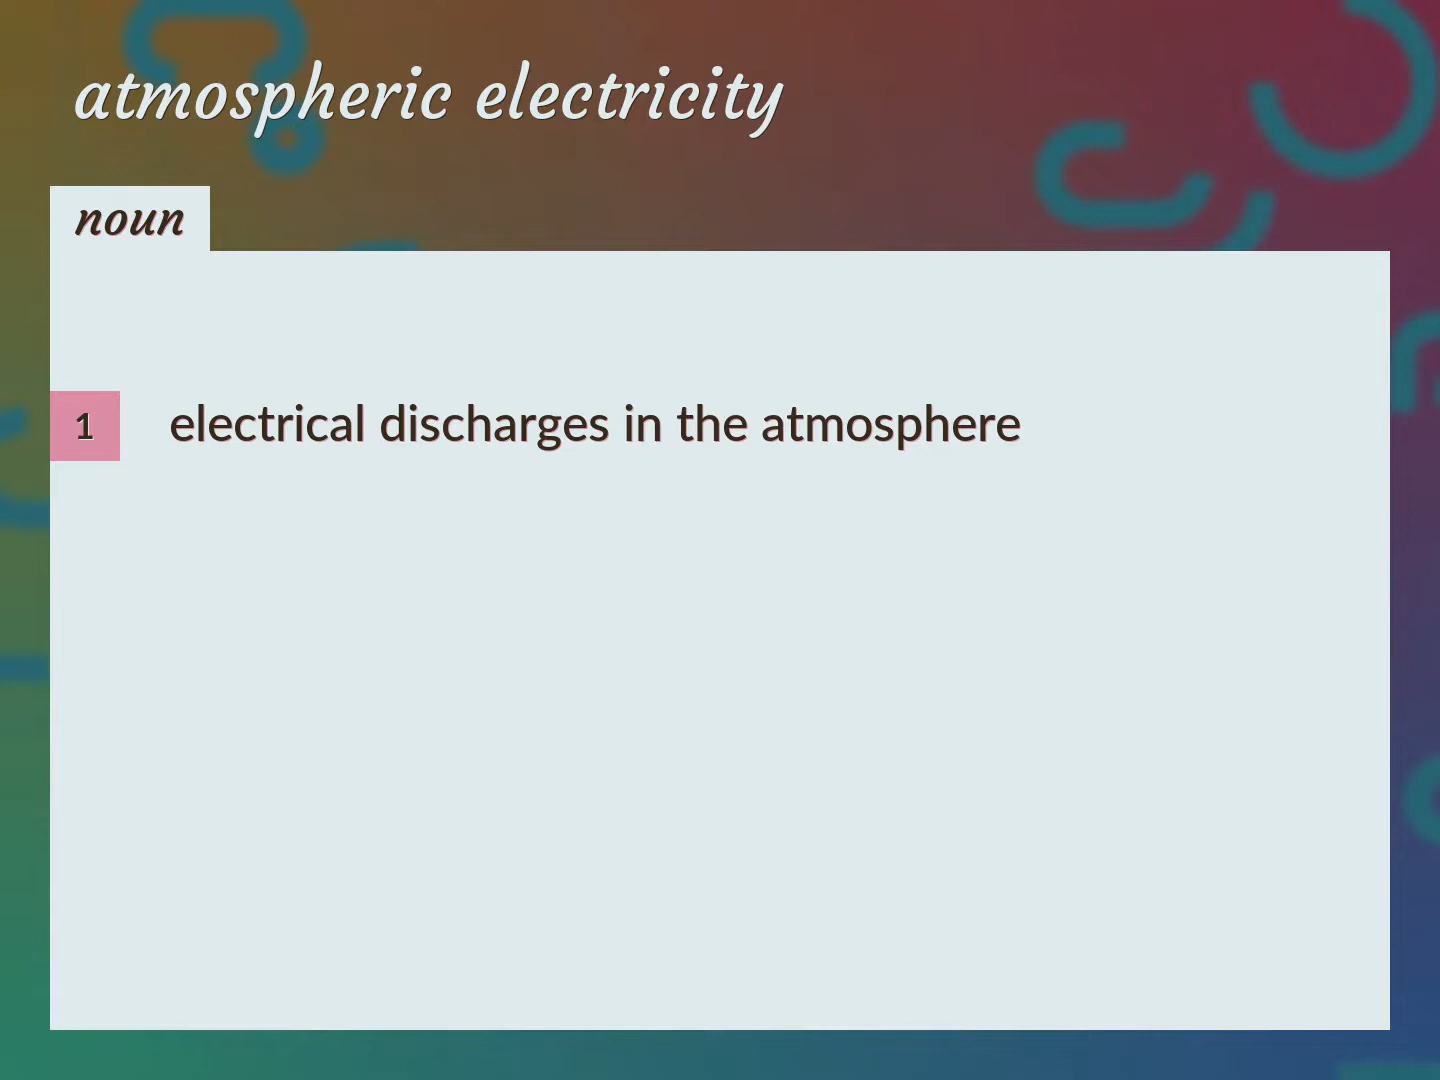 atmospheric electricity
noun
1 electrical discharges in the atmosphere